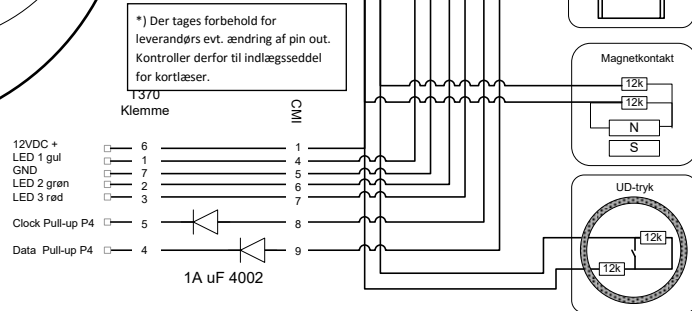 *) Der tages forbehold for
leverandørs evt. ændring af pin out.
Kontroller derfor til indlægsseddel
for kortlæser.
1370
Klemme
CMI
12VDC + 6 1
LED 1 gul 1 4
GND 7 5
LED 2 grøn 2 6
LED 3 rød 3 7
Clock Pull-up P4 5 8
Data Pull-up P4 4 9
1A uF 4002
Magnetkontakt
12k
12k
N
S
UD-tryk
12k
12k